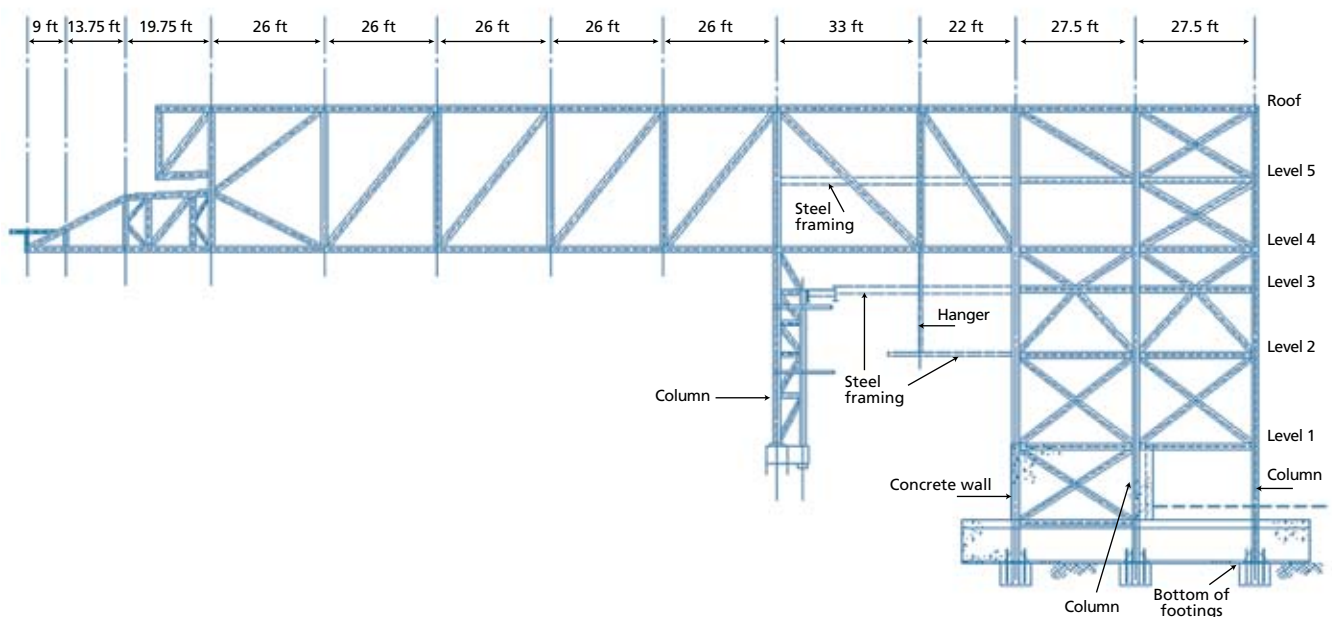 9 ft
13.75 ft
19.75 ft
26 ft
26 ft
26 ft
26 ft
26 ft
33 ft
22 ft
27.5 ft
27.5 ft
Roof
Level 5
Steel
framing
Level 4
Level 3
Hanger
Level 2
Steel
framing
Column
Level 1
Concrete wall
Column
Column
Bottom of
footings